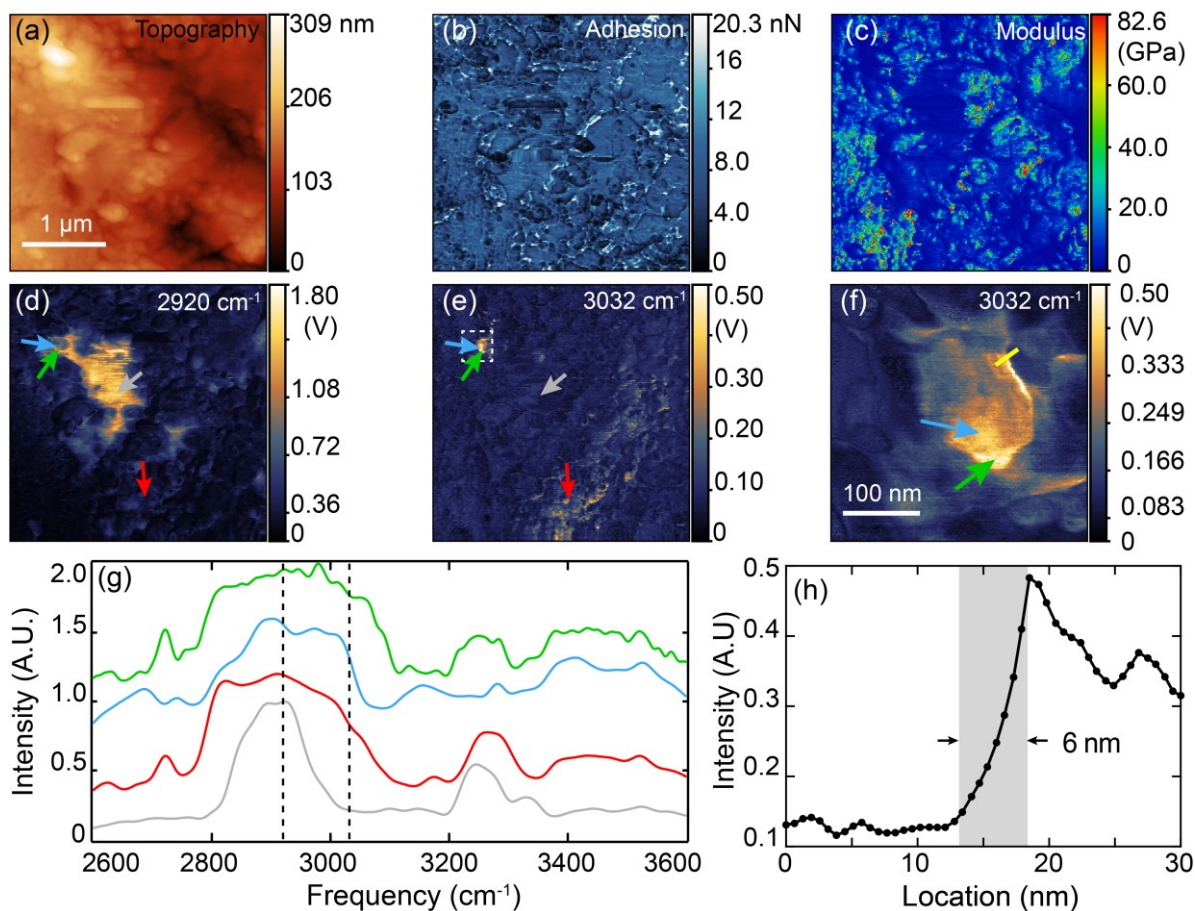 (a) Topography
309 nm
206
103
0
1 μm
(b) Adhesion
20.3 nN
16
12
8.0
4.0
0
(c) Modulus
82.6
(GPa)
60.0
40.0
20.0
0
(d) 2920 cm⁻¹
1.80
(V)
1.08
0.72
0.36
0
(e) 3032 cm⁻¹
0.50
(V)
0.30
0.20
0.10
0
(f) 3032 cm⁻¹
0.50
(V)
0.333
0.249
0.166
0.083
0
100 nm
(g)
2.0
1.5
1.0
0.5
0
Intensity (A.U.)
2600 2800 3000 3200 3400 3600
Frequency (cm⁻¹)
(h)
0.5
0.4
0.3
0.2
0.1
Intensity (A.U)
6 nm
0 10 20 30
Location (nm)